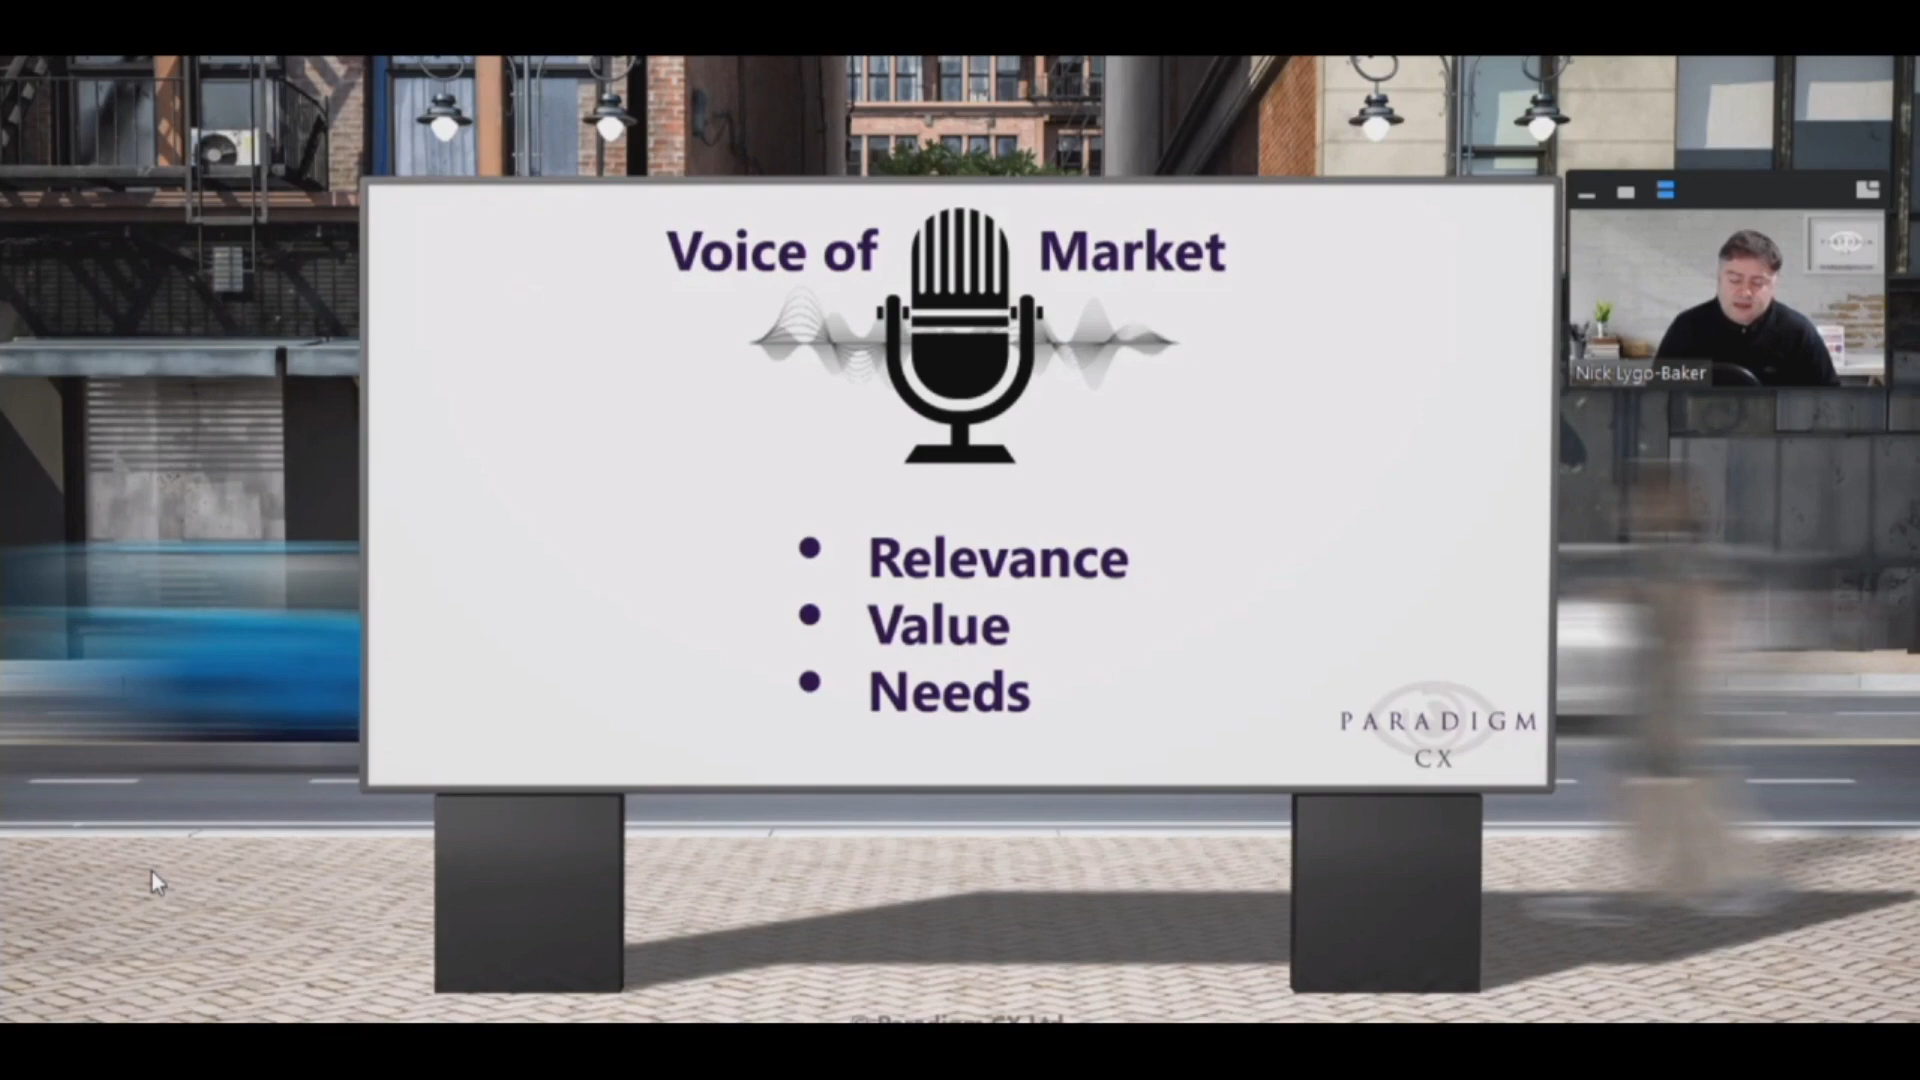 Voice of Market
Nick Lygo-Baker
Relevance
Value
Needs
PARADIGM
CX